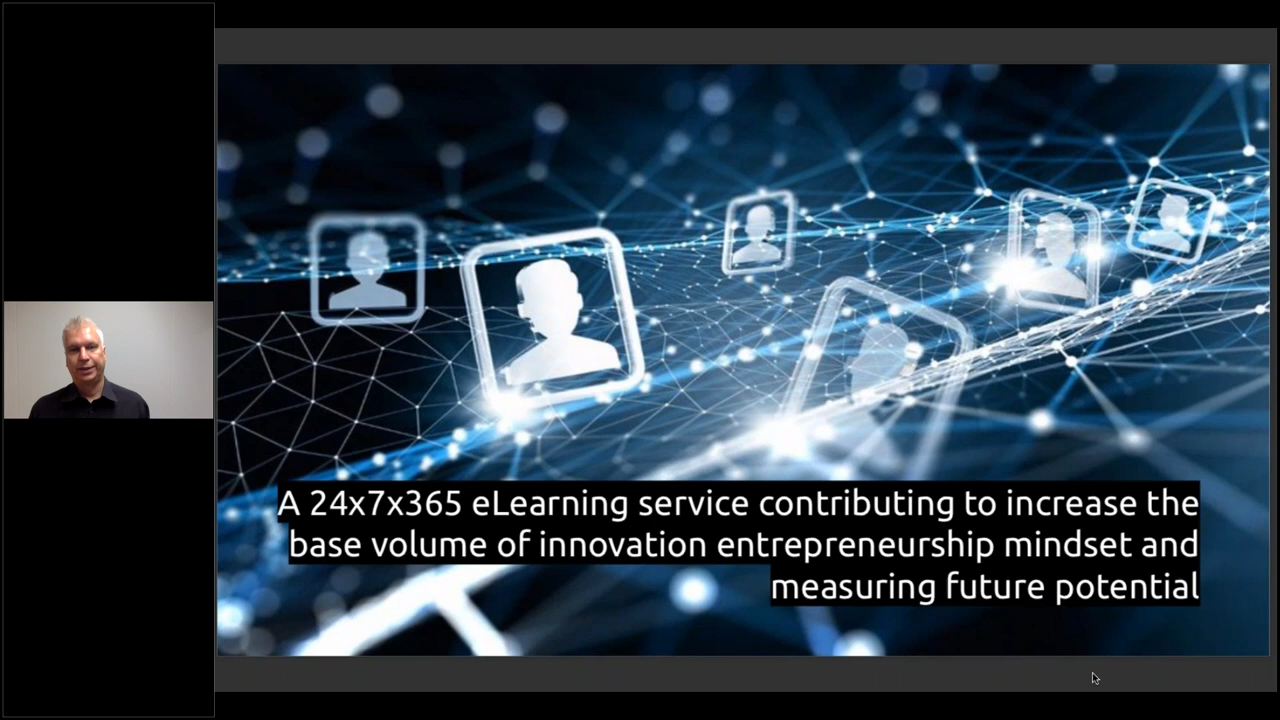 A 24x7x365 eLearning service contributing to increase the
base volume of innovation entrepreneurship mindset and
measuring future potential